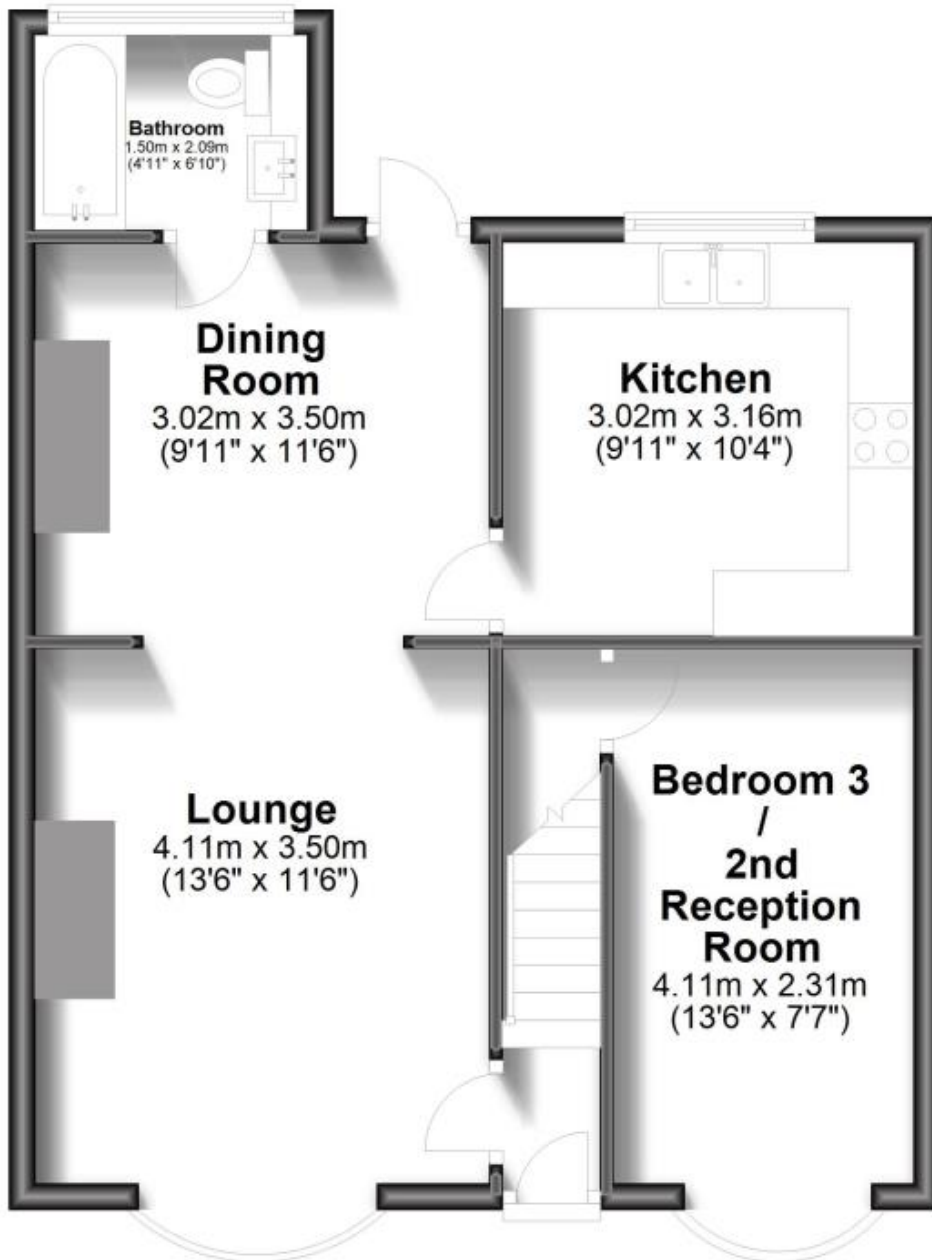 Bathroom
1.50m x 2.09m
(4'11" x 6'10")
Dining
Room
3.02m x 3.50m
(9'11" x 11'6")
Kitchen
3.02m x 3.16m
(9'11" x 10'4")
Lounge
4.11m x 3.50m
(13'6" x 11'6")
Bedroom 3
/
2nd
Reception
Room
4.11m x 2.31m
(13'6" x 7'7")